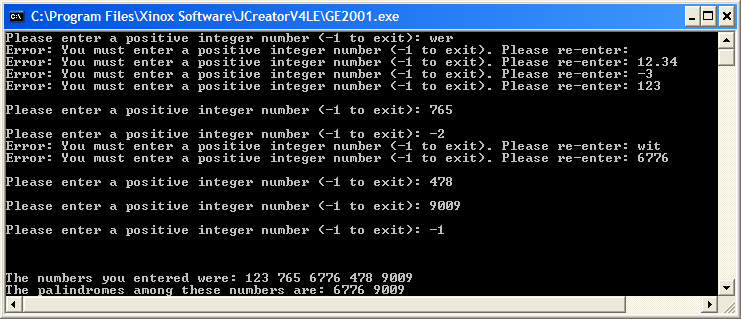 C:\Program Files\Xinox Software\JCreatorV4LE\GE2001.exe
Please enter a positive integer number (-1 to exit): wer
Error: You must enter a positive integer number (-1 to exit). Please re-enter:
Error: You must enter a positive integer number (-1 to exit). Please re-enter: 12.34
Error: You must enter a positive integer number (-1 to exit). Please re-enter: -3
Error: You must enter a positive integer number (-1 to exit). Please re-enter: 123
Please enter a positive integer number (-1 to exit): 765
Please enter a positive integer number (-1 to exit): -2
Error: You must enter a positive integer number (-1 to exit). Please re-enter: wit
Error: You must enter a positive integer number (-1 to exit). Please re-enter: 6776
Please enter a positive integer number (-1 to exit): 478
Please enter a positive integer number (-1 to exit): 9009
Please enter a positive integer number (-1 to exit): -1
The numbers you entered were: 123 765 6776 478 9009
The palindromes among these numbers are: 6776 9009